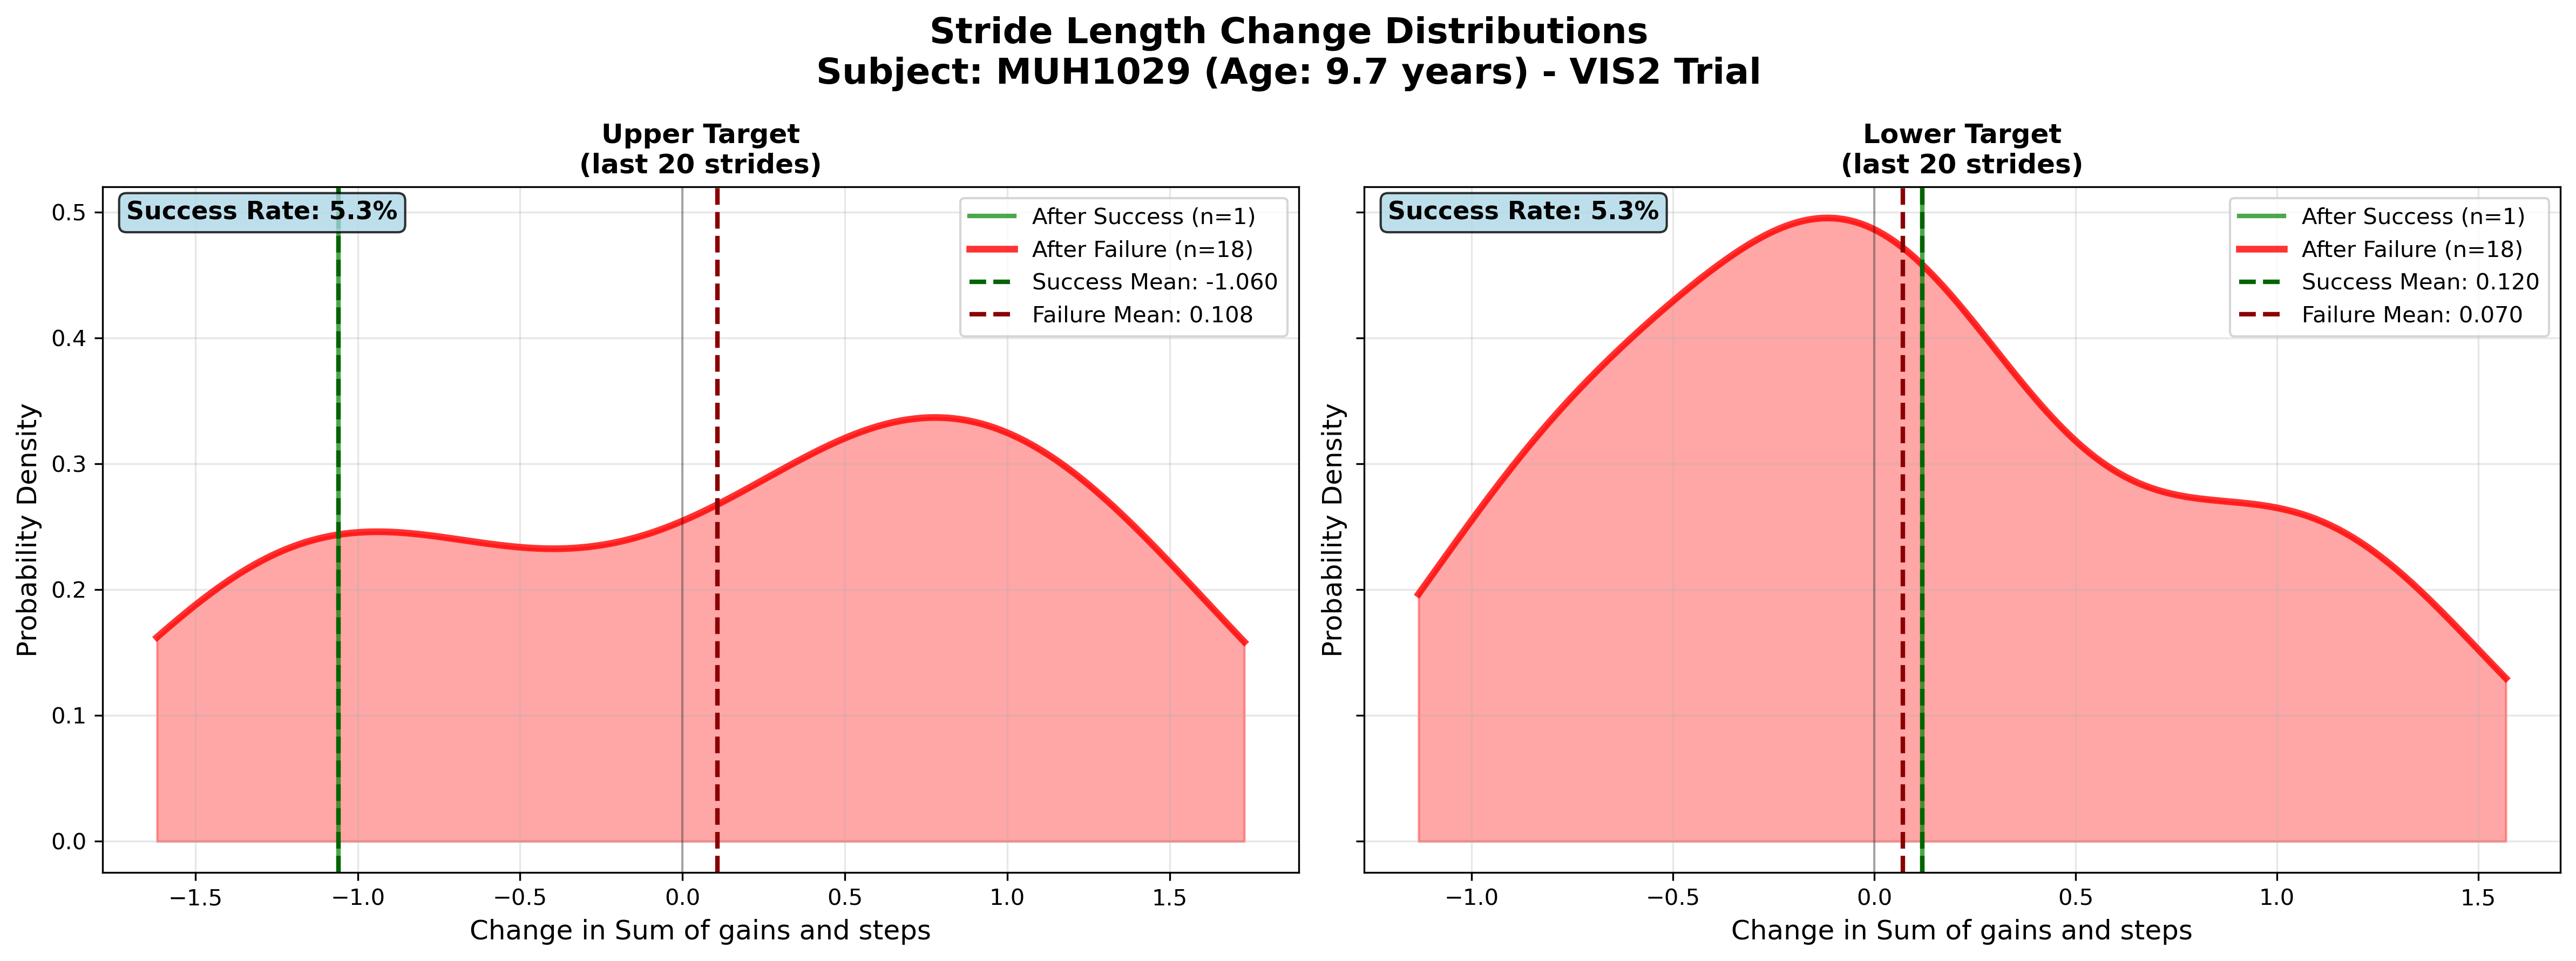 Stride Length Change Distributions
Subject: MUH1029 (Age: 9.7 years) - VIS2 Trial
Upper Target
(last 20 strides)
Success Rate: 5.3%
After Success (n=1)
After Failure (n=18)
Success Mean: -1.060
Failure Mean: 0.108
Probability Density
0.5
0.4
0.3
0.2
0.1
0.0
−1.5 −1.0 −0.5 0.0 0.5 1.0 1.5
Change in Sum of gains and steps
Lower Target
(last 20 strides)
Success Rate: 5.3%
After Success (n=1)
After Failure (n=18)
Success Mean: 0.120
Failure Mean: 0.070
Probability Density
−1.0 −0.5 0.0 0.5 1.0 1.5
Change in Sum of gains and steps